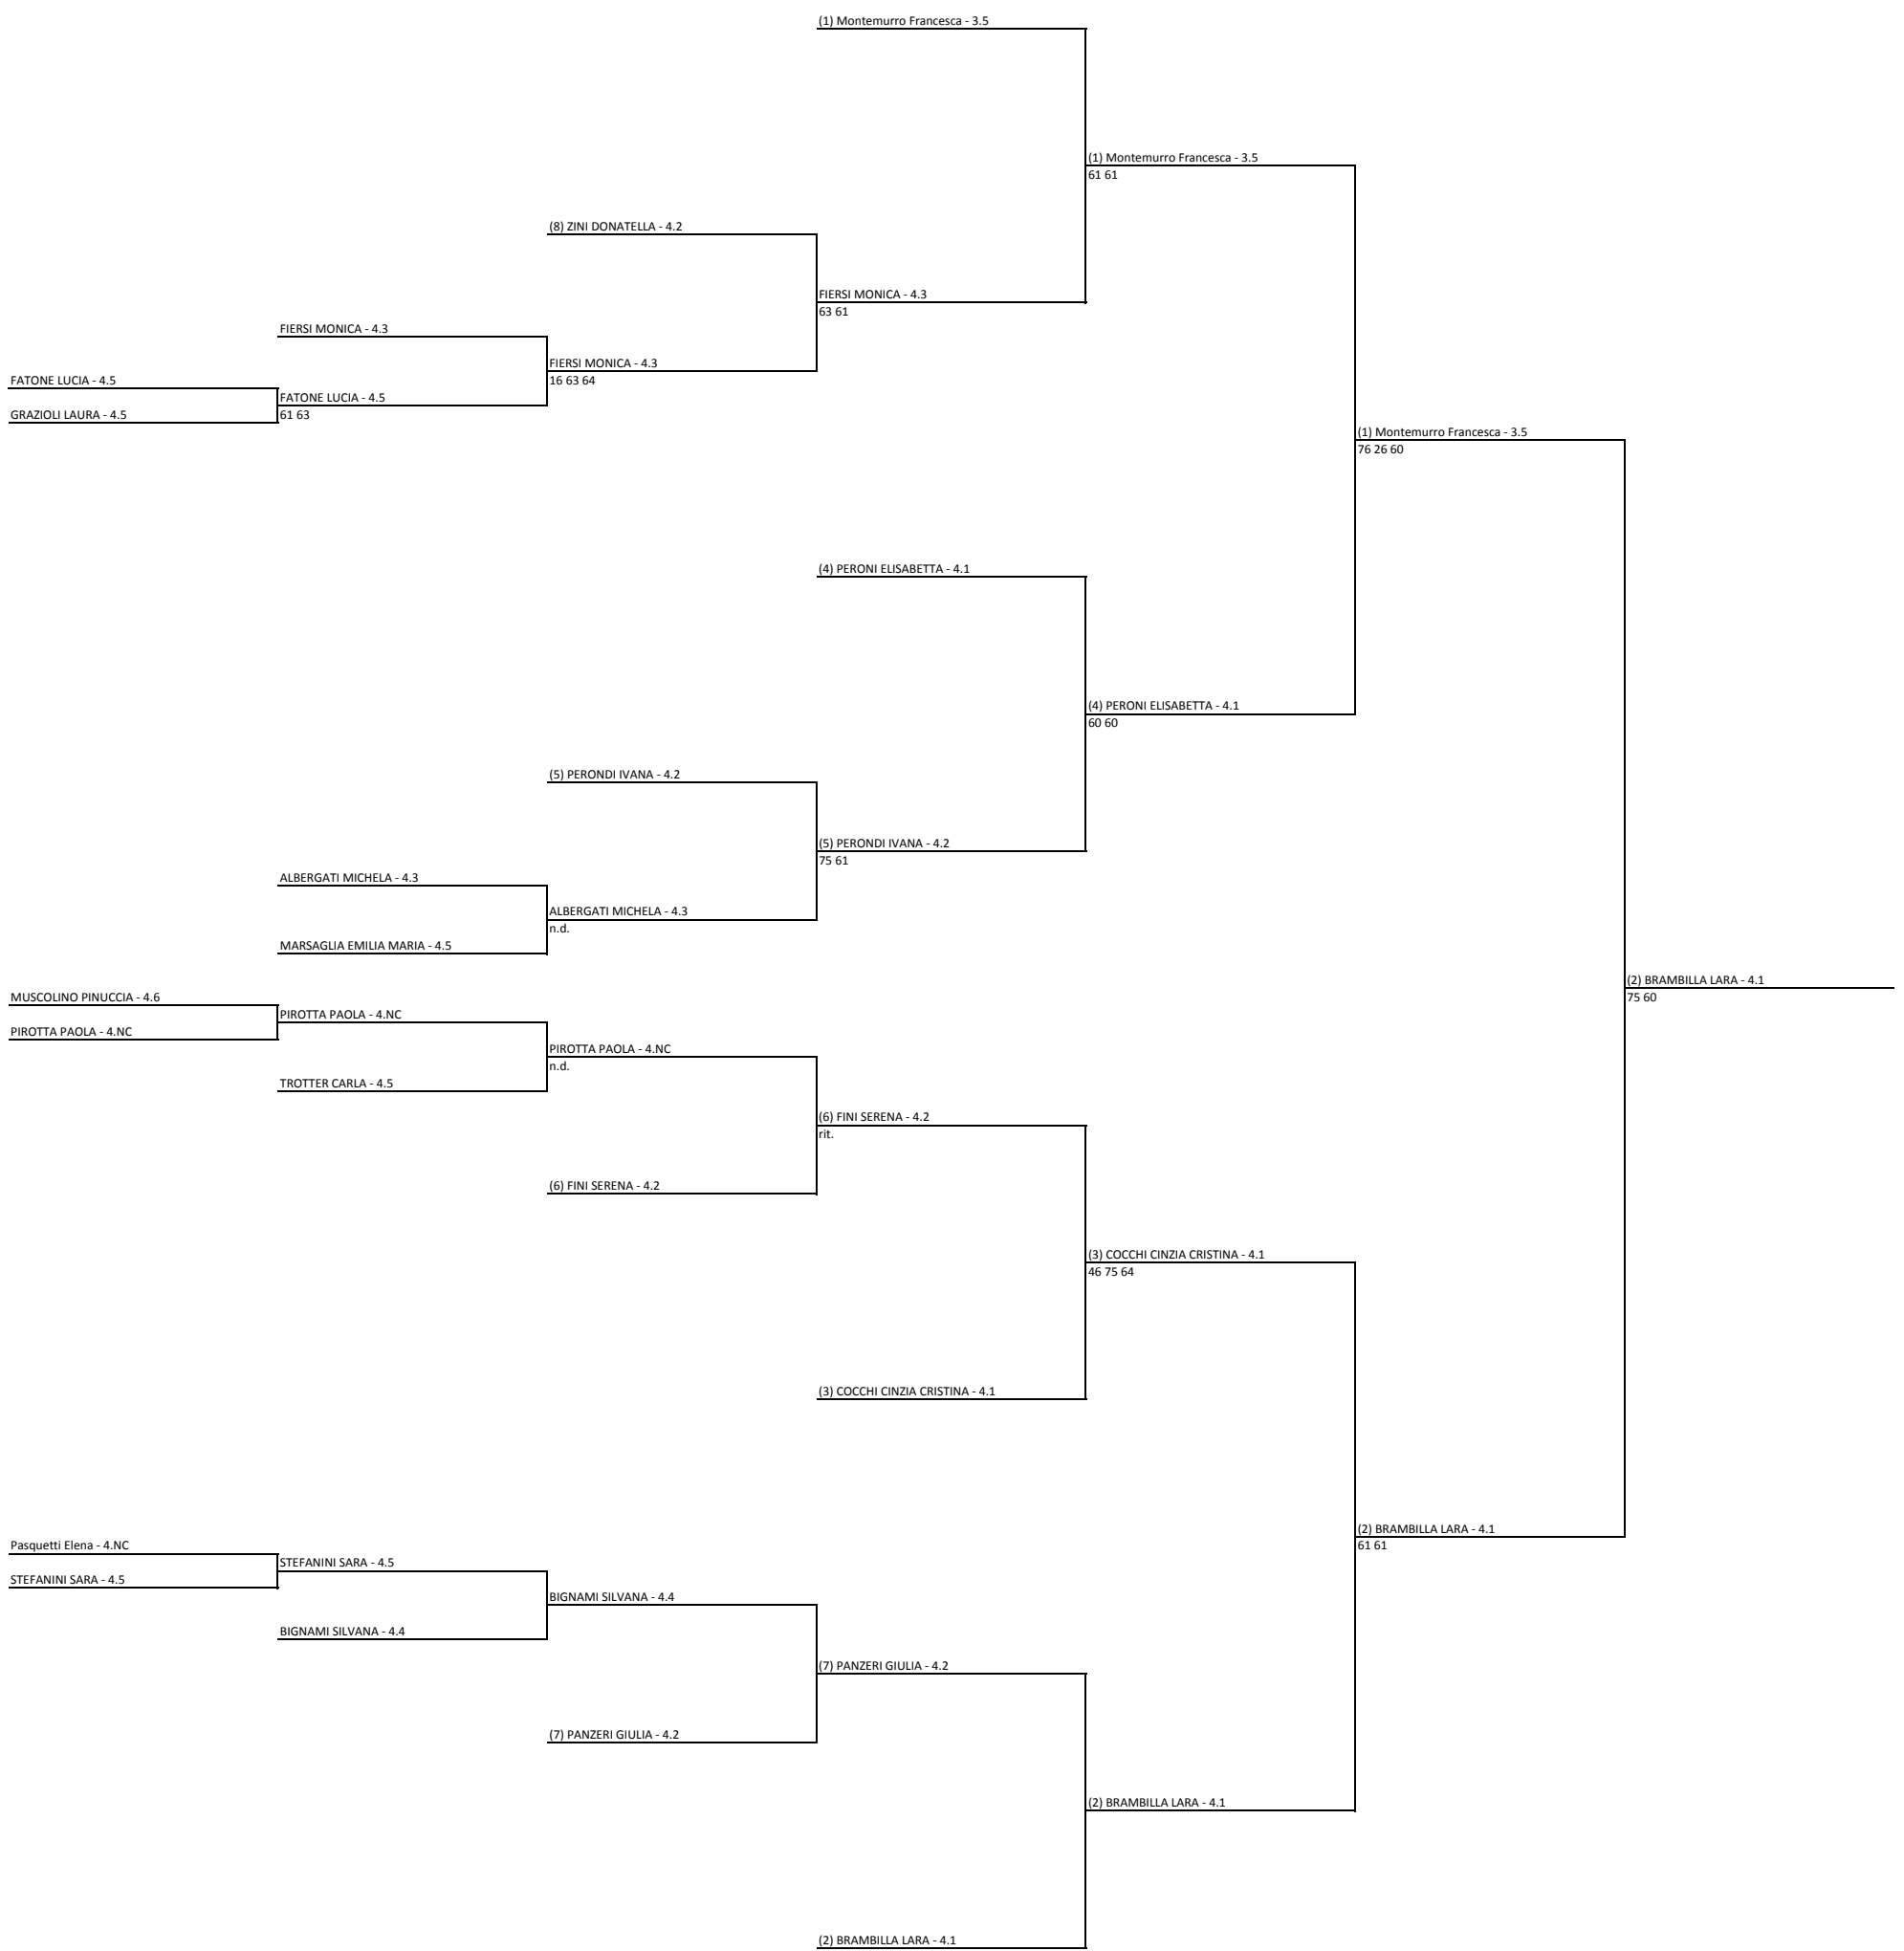 (1) Montemurro Francesca - 3.5
(1) Montemurro Francesca - 3.5
61 61
(8) ZINI DONATELLA - 4.2
FIERSI MONICA - 4.3
63 61
FIERSI MONICA - 4.3
FIERSI MONICA - 4.3
16 63 64
FATONE LUCIA - 4.5
FATONE LUCIA - 4.5
61 63
GRAZIOLI LAURA - 4.5
(1) Montemurro Francesca - 3.5
76 26 60
(4) PERONI ELISABETTA - 4.1
(4) PERONI ELISABETTA - 4.1
60 60
(5) PERONDI IVANA - 4.2
(5) PERONDI IVANA - 4.2
75 61
ALBERGATI MICHELA - 4.3
ALBERGATI MICHELA - 4.3
n.d.
MARSAGLIA EMILIA MARIA - 4.5
(2) BRAMBILLA LARA - 4.1
75 60
MUSCOLINO PINUCCIA - 4.6
PIROTTA PAOLA - 4.NC
PIROTTA PAOLA - 4.NC
PIROTTA PAOLA - 4.NC
n.d.
TROTTER CARLA - 4.5
(6) FINI SERENA - 4.2
rit.
(6) FINI SERENA - 4.2
(3) COCCHI CINZIA CRISTINA - 4.1
46 75 64
(3) COCCHI CINZIA CRISTINA - 4.1
(2) BRAMBILLA LARA - 4.1
61 61
Pasquetti Elena - 4.NC
STEFANINI SARA - 4.5
STEFANINI SARA - 4.5
BIGNAMI SILVANA - 4.4
BIGNAMI SILVANA - 4.4
(7) PANZERI GIULIA - 4.2
(7) PANZERI GIULIA - 4.2
(2) BRAMBILLA LARA - 4.1
(2) BRAMBILLA LARA - 4.1